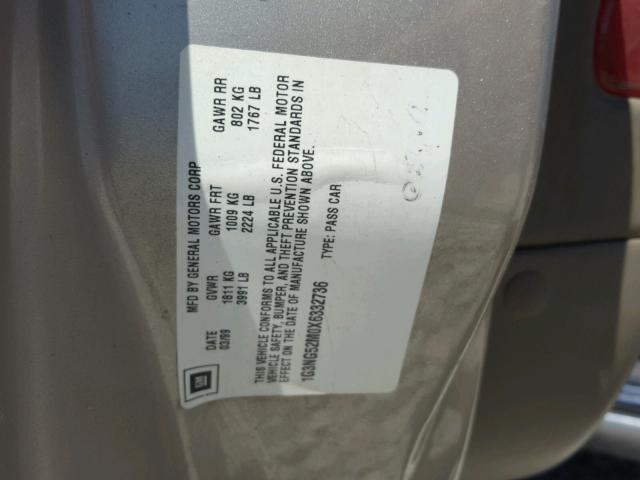 GM
MFD BY GENERAL MOTORS CORP
DATE GVWR GAWR FRT GAWR RR
03/99 1811 KG 1009 KG 802 KG
3991 LB 2224 LB 1767 LB
THIS VEHICLE CONFORMS TO ALL APPLICABLE U.S. FEDERAL MOTOR
VEHICLE SAFETY, BUMPER, AND THEFT PREVENTION STANDARDS IN
EFFECT ON THE DATE OF MANUFACTURE SHOWN ABOVE.
1G3NG52M0X6332736 TYPE: PASS CAR